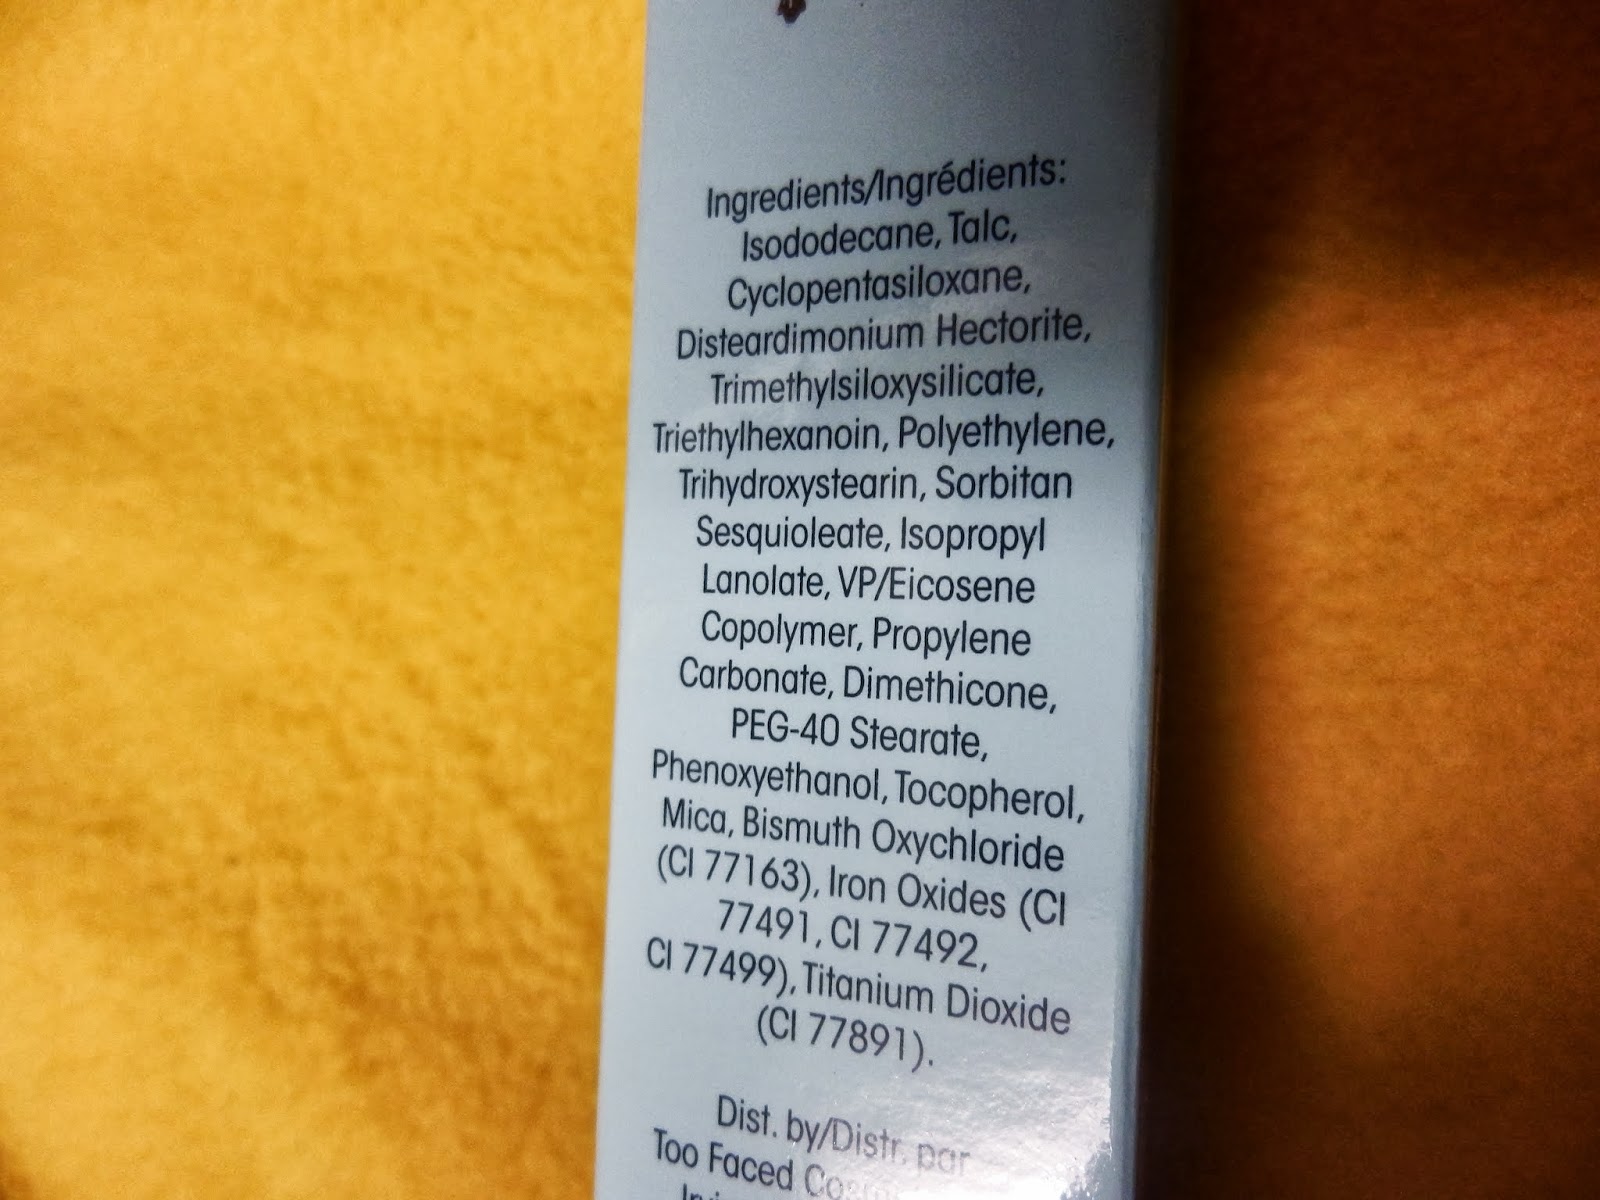 Ingredients/Ingrédients:
Isododecane, Talc,
Cyclopentasiloxane,
Disteardimonium Hectorite,
Trimethylsiloxysilicate,
Triethylhexanoin, Polyethylene,
Trihydroxystearin, Sorbitan
Sesquioleate, Isopropyl
Lanolate, VP/Eicosene
Copolymer, Propylene
Carbonate, Dimethicone,
PEG-40 Stearate,
Phenoxyethanol, Tocopherol,
Mica, Bismuth Oxychloride
(CI 77163), Iron Oxides (CI
77491, CI 77492,
CI 77499), Titanium Dioxide
(CI 77891).
Dist. by/Distr. par
Too Faced